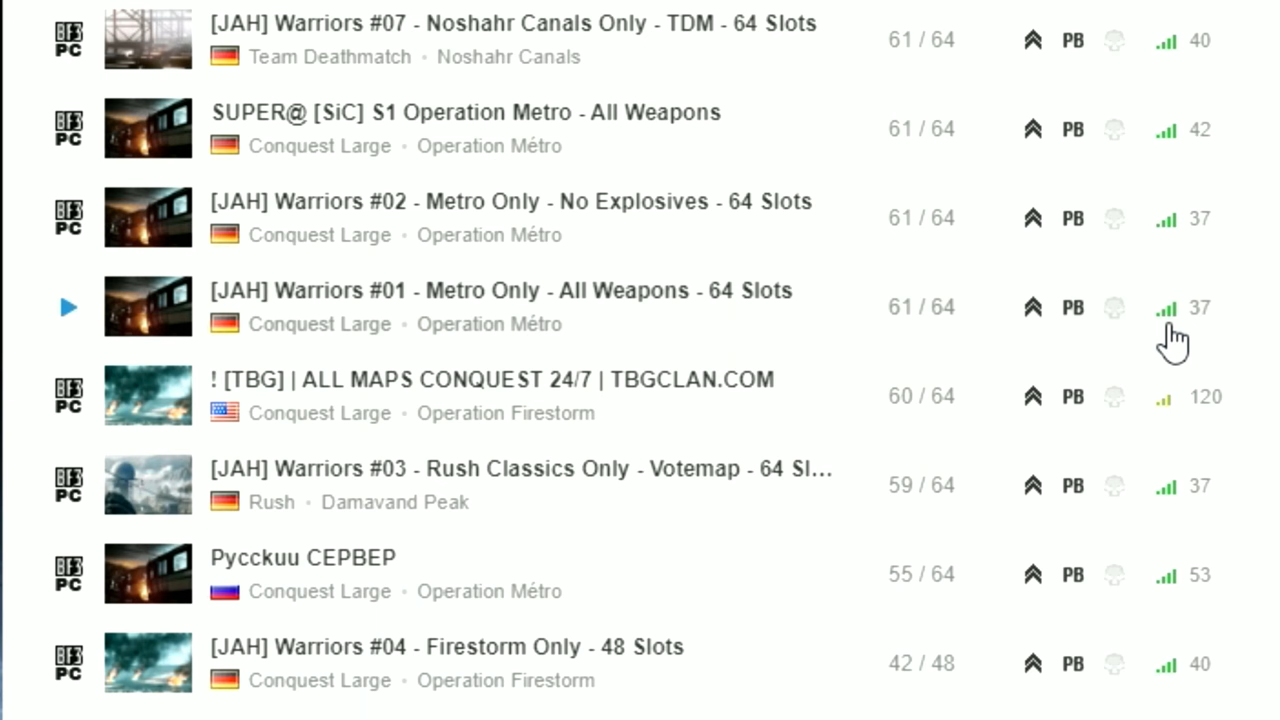 BF3 PC
[JAH] Warriors #07 - Noshahr Canals Only - TDM - 64 Slots
Team Deathmatch • Noshahr Canals
61 / 64
PB
40
BF3 PC
SUPER@ [SiC] S1 Operation Metro - All Weapons
Conquest Large • Operation Métro
61 / 64
PB
42
BF3 PC
[JAH] Warriors #02 - Metro Only - No Explosives - 64 Slots
Conquest Large • Operation Métro
61 / 64
PB
37
[JAH] Warriors #01 - Metro Only - All Weapons - 64 Slots
Conquest Large • Operation Métro
61 / 64
PB
37
BF3 PC
! [TBG] | ALL MAPS CONQUEST 24/7 | TBGCLAN.COM
Conquest Large • Operation Firestorm
60 / 64
PB
120
BF3 PC
[JAH] Warriors #03 - Rush Classics Only - Votemap - 64 Sl...
Rush • Damavand Peak
59 / 64
PB
37
BF3 PC
Pycckuu CEPBEP
Conquest Large • Operation Métro
55 / 64
PB
53
BF3 PC
[JAH] Warriors #04 - Firestorm Only - 48 Slots
Conquest Large • Operation Firestorm
42 / 48
PB
40